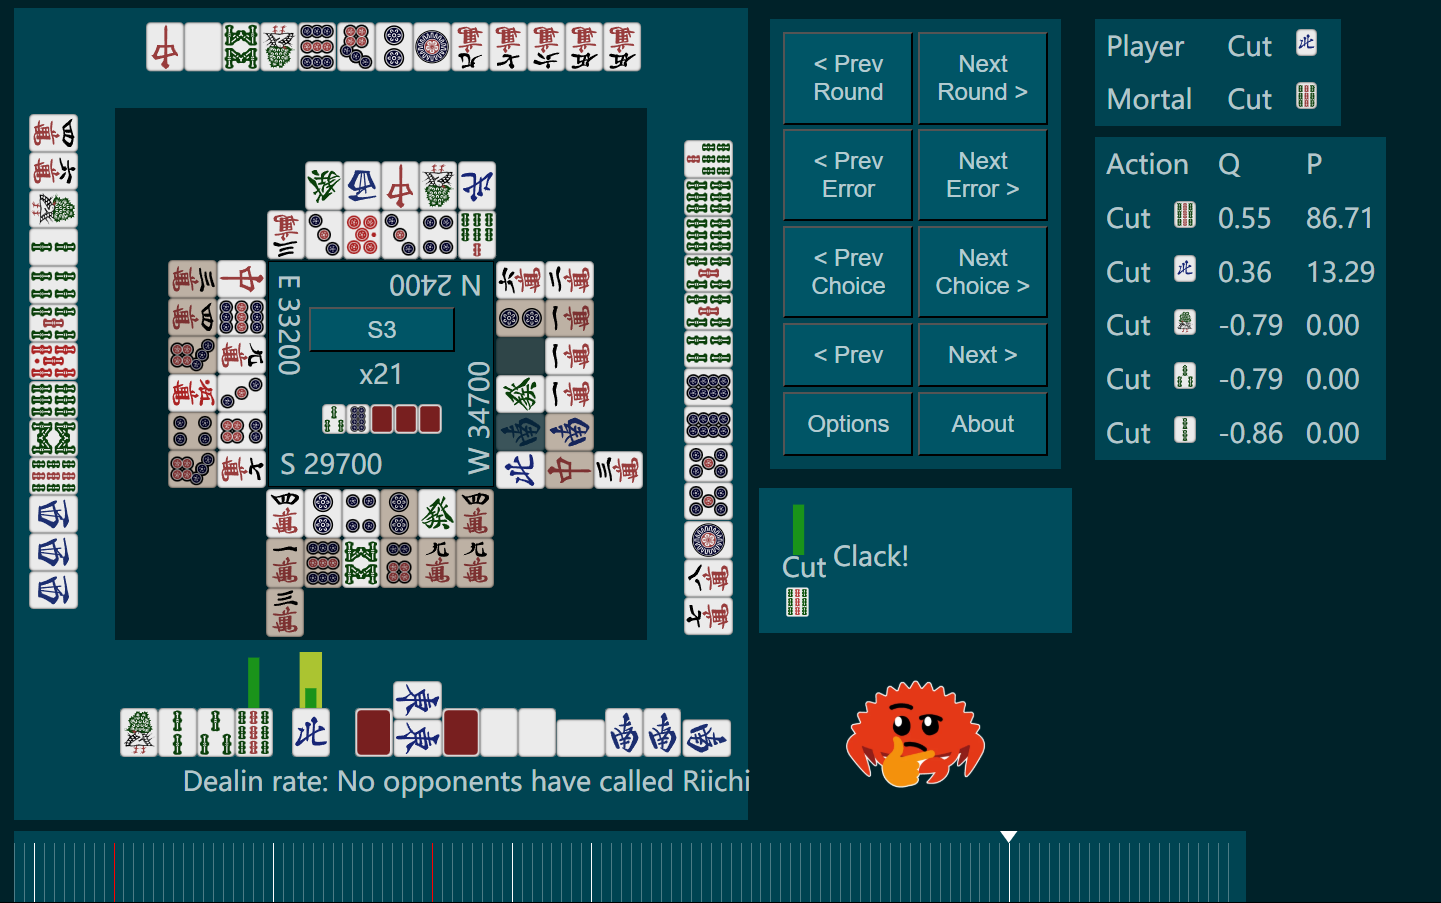 N 2400
E 33200
S3
x21
W 34700
S 29700
Dealin rate: No opponents have called Riichi
< Prev
Round
Next
Round >
< Prev
Error
Next
Error >
< Prev
Choice
Next
Choice >
< Prev
Next >
Options
About
Player Cut
Mortal Cut
Action Q P
Cut 0.55 86.71
Cut 0.36 13.29
Cut -0.79 0.00
Cut -0.79 0.00
Cut -0.86 0.00
Cut
Clack!